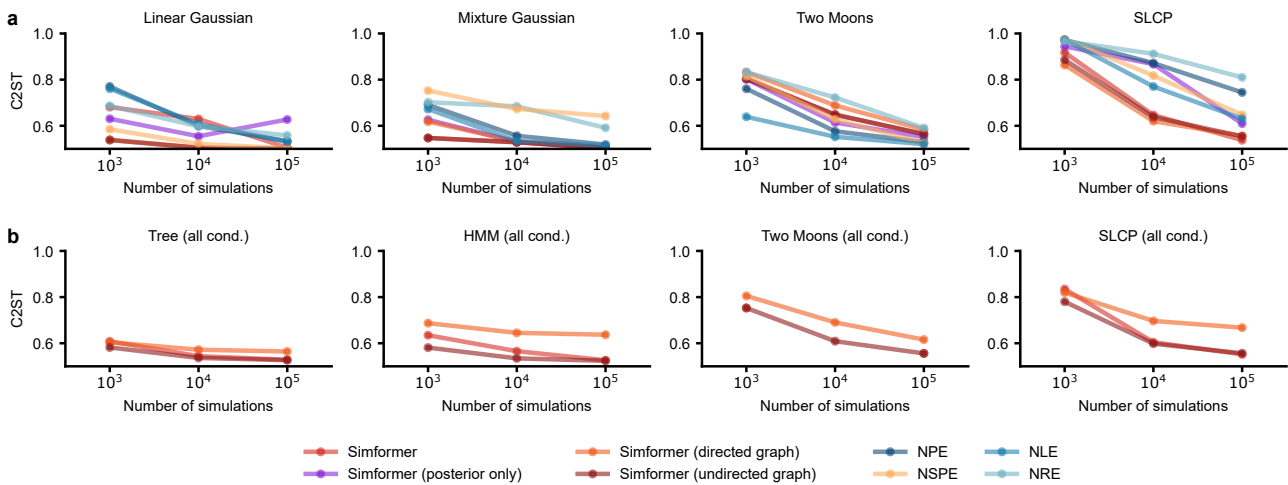 a
Linear Gaussian
Mixture Gaussian
Two Moons
SLCP
C2ST
1.0
0.8
0.6
10³ 10⁴ 10⁵
Number of simulations
1.0
0.8
0.6
10³ 10⁴ 10⁵
Number of simulations
1.0
0.8
0.6
10³ 10⁴ 10⁵
Number of simulations
1.0
0.8
0.6
10³ 10⁴ 10⁵
Number of simulations
b
Tree (all cond.)
HMM (all cond.)
Two Moons (all cond.)
SLCP (all cond.)
C2ST
1.0
0.8
0.6
10³ 10⁴ 10⁵
Number of simulations
1.0
0.8
0.6
10³ 10⁴ 10⁵
Number of simulations
1.0
0.8
0.6
10³ 10⁴ 10⁵
Number of simulations
1.0
0.8
0.6
10³ 10⁴ 10⁵
Number of simulations
Simformer
Simformer (posterior only)
Simformer (directed graph)
Simformer (undirected graph)
NPE
NSPE
NLE
NRE